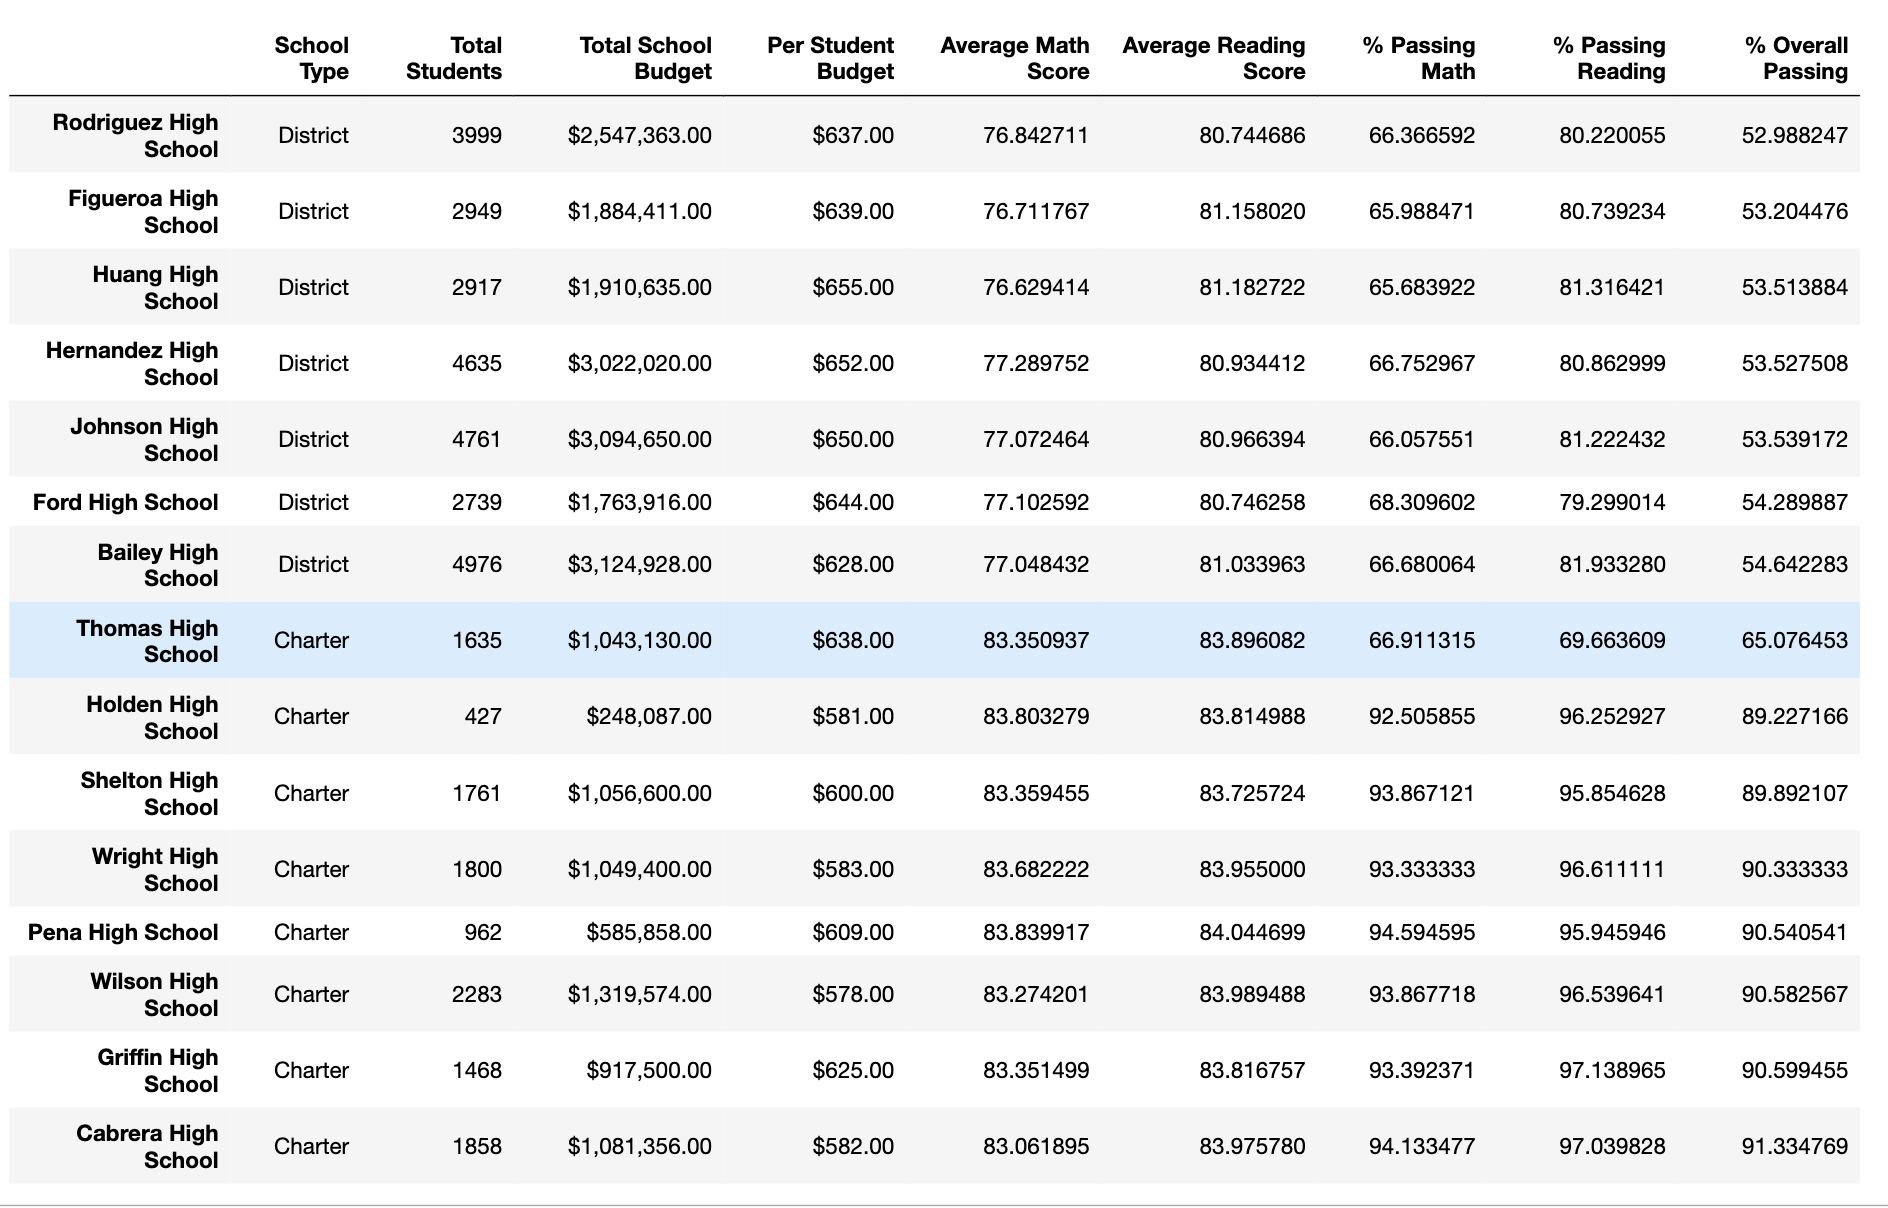 School Type Total Students Total School Budget Per Student Budget Average Math Score Average Reading Score % Passing Math % Passing Reading % Overall Passing
Rodriguez High School District 3999 $2,547,363.00 $637.00 76.842711 80.744686 66.366592 80.220055 52.988247
Figueroa High School District 2949 $1,884,411.00 $639.00 76.711767 81.158020 65.988471 80.739234 53.204476
Huang High School District 2917 $1,910,635.00 $655.00 76.629414 81.182722 65.683922 81.316421 53.513884
Hernandez High School District 4635 $3,022,020.00 $652.00 77.289752 80.934412 66.752967 80.862999 53.527508
Johnson High School District 4761 $3,094,650.00 $650.00 77.072464 80.966394 66.057551 81.222432 53.539172
Ford High School District 2739 $1,763,916.00 $644.00 77.102592 80.746258 68.309602 79.299014 54.289887
Bailey High School District 4976 $3,124,928.00 $628.00 77.048432 81.033963 66.680064 81.933280 54.642283
Thomas High School Charter 1635 $1,043,130.00 $638.00 83.350937 83.896082 66.911315 69.663609 65.076453
Holden High School Charter 427 $248,087.00 $581.00 83.803279 83.814988 92.505855 96.252927 89.227166
Shelton High School Charter 1761 $1,056,600.00 $600.00 83.359455 83.725724 93.867121 95.854628 89.892107
Wright High School Charter 1800 $1,049,400.00 $583.00 83.682222 83.955000 93.333333 96.611111 90.333333
Pena High School Charter 962 $585,858.00 $609.00 83.839917 84.044699 94.594595 95.945946 90.540541
Wilson High School Charter 2283 $1,319,574.00 $578.00 83.274201 83.989488 93.867718 96.539641 90.582567
Griffin High School Charter 1468 $917,500.00 $625.00 83.351499 83.816757 93.392371 97.138965 90.599455
Cabrera High School Charter 1858 $1,081,356.00 $582.00 83.061895 83.975780 94.133477 97.039828 91.334769